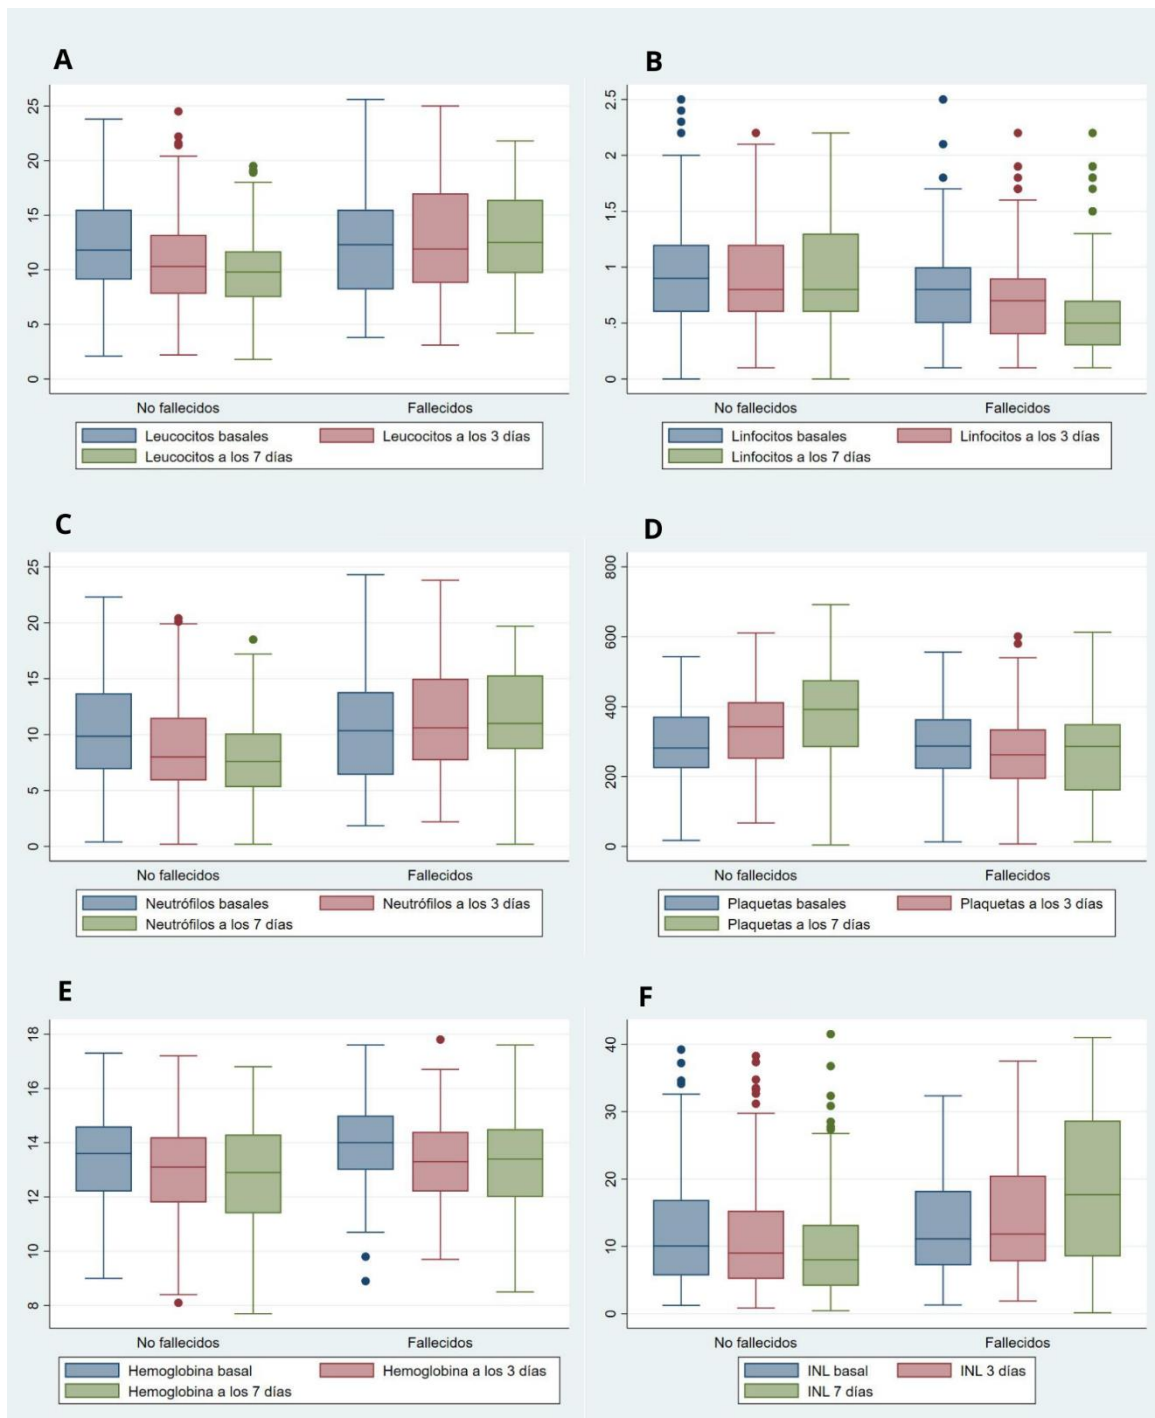 A
25
20
15
10
5
0
No fallecidos
Fallecidos
Leucocitos basales
Leucocitos a los 3 días
Leucocitos a los 7 días
B
2.5
2
1.5
1
.5
0
No fallecidos
Fallecidos
Linfocitos basales
Linfocitos a los 3 días
Linfocitos a los 7 días
C
25
20
15
10
5
0
No fallecidos
Fallecidos
Neutrófilos basales
Neutrófilos a los 3 días
Neutrófilos a los 7 días
D
800
600
400
200
0
No fallecidos
Fallecidos
Plaquetas basales
Plaquetas a los 3 días
Plaquetas a los 7 días
E
18
16
14
12
10
8
No fallecidos
Fallecidos
Hemoglobina basal
Hemoglobina a los 3 días
Hemoglobina a los 7 días
F
40
30
20
10
0
No fallecidos
Fallecidos
INL basal
INL 3 días
INL 7 días